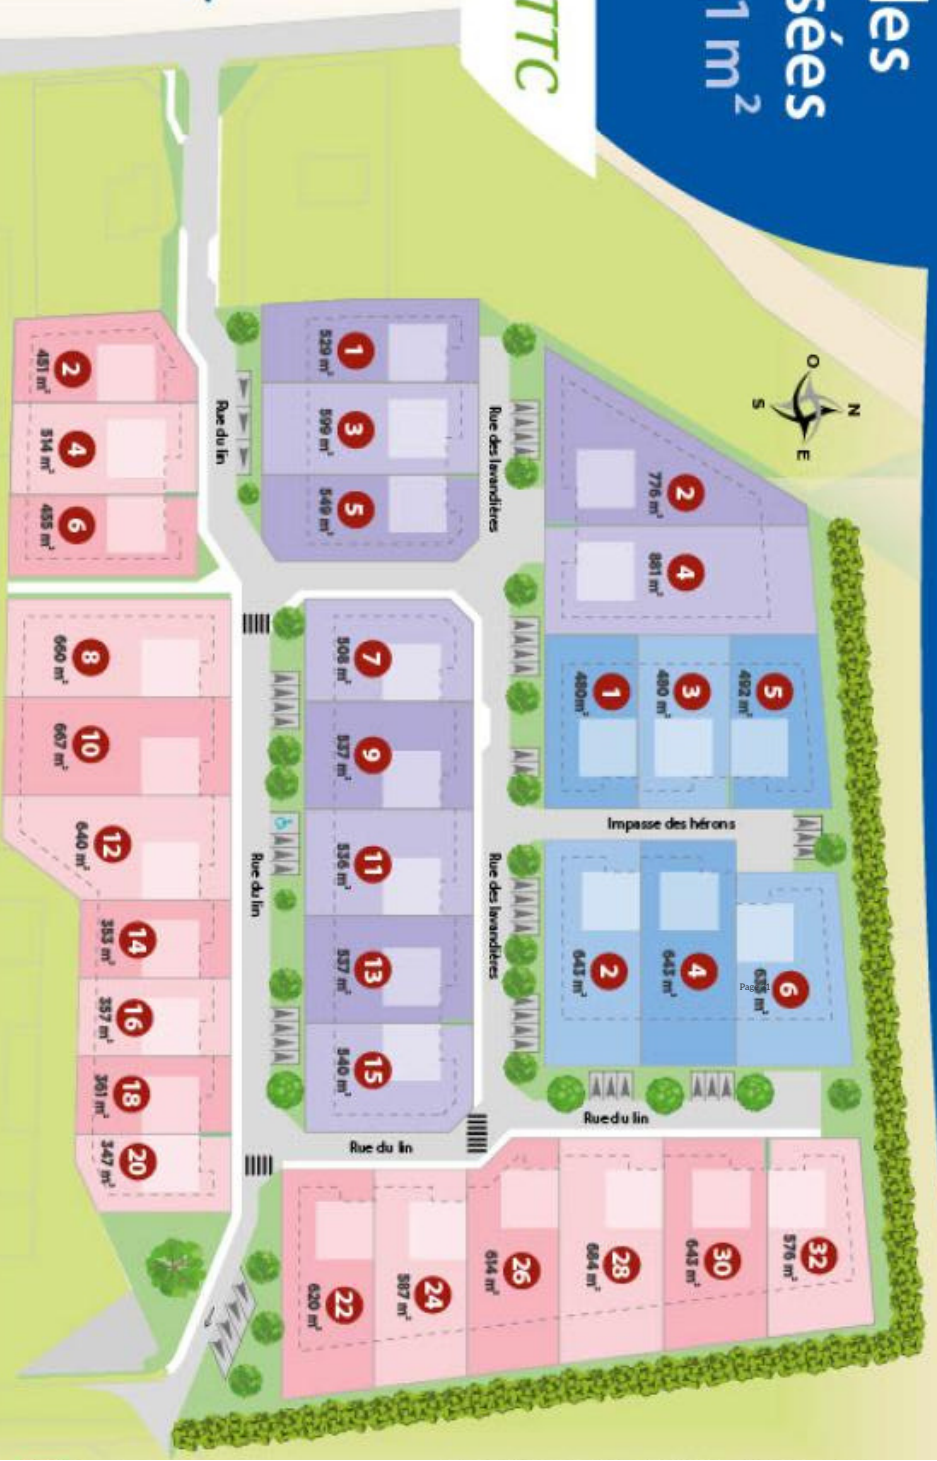 les
sées
1 m²
TTC
N
O
E
S
5
492 m²
3
480 m²
1
480m²
2
776 m²
4
881 m²
Impasse des hérons
6
Page 1
4
643 m²
2
643 m²
32
576 m²
30
643 m²
28
684 m²
26
614 m²
24
587 m²
22
620 m²
Rue du lin
Rue des lavandières
Rue des lavandières
1
529 m²
3
599 m²
5
549 m²
7
508 m²
9
537 m²
11
536 m²
13
537 m²
15
540 m²
Rue du lin
Rue du lin
Rue du lin
2
451 m²
4
514 m²
6
455 m²
8
660 m²
10
667 m²
12
640 m²
14
353 m²
16
357 m²
18
361 m²
20
347 m²